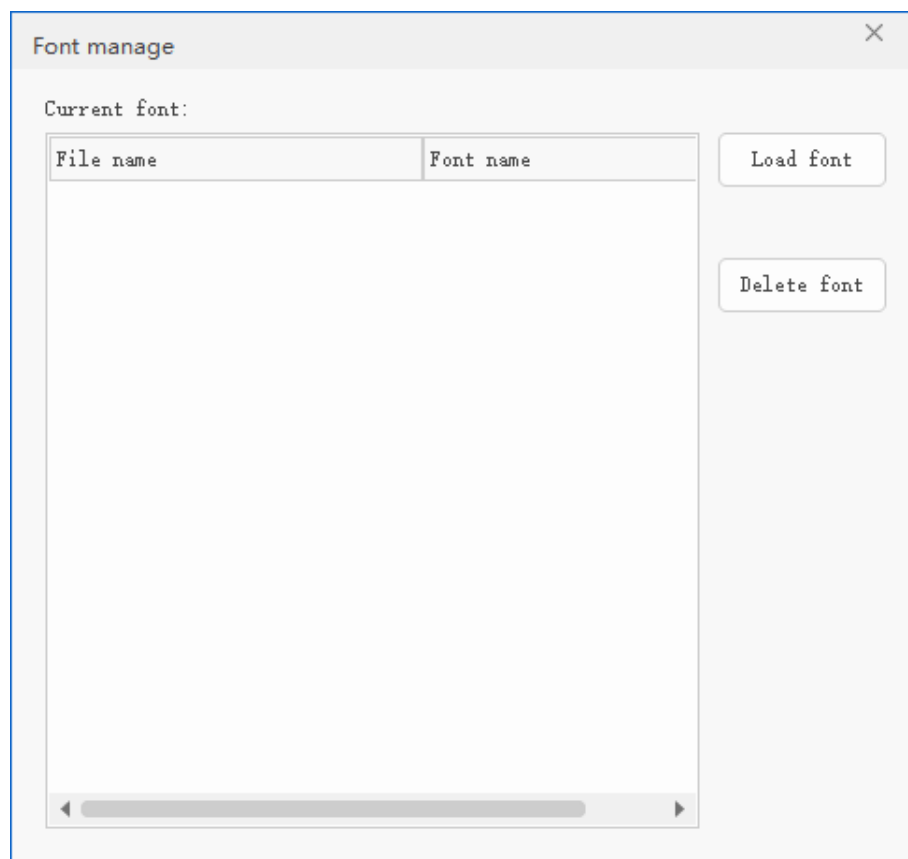 Font manage
Current font:
File name Font name
Load font
Delete font